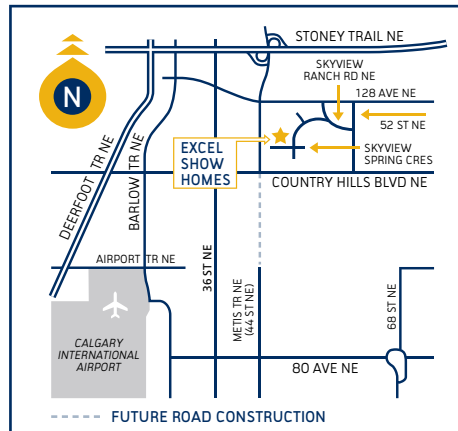 STONEY TRAIL NE
SKYVIEW
RANCH RD NE
N
128 AVE NE
52 ST NE
EXCEL
SHOW
HOMES
SKYVIEW
SPRING CRES
COUNTRY HILLS BLVD NE
DEERFOOT TR NE
BARLOW TR NE
36 ST NE
AIRPORT TR NE
METIS TR NE
(44 ST NE)
68 ST NE
CALGARY
INTERNATIONAL
AIRPORT
80 AVE NE
FUTURE ROAD CONSTRUCTION